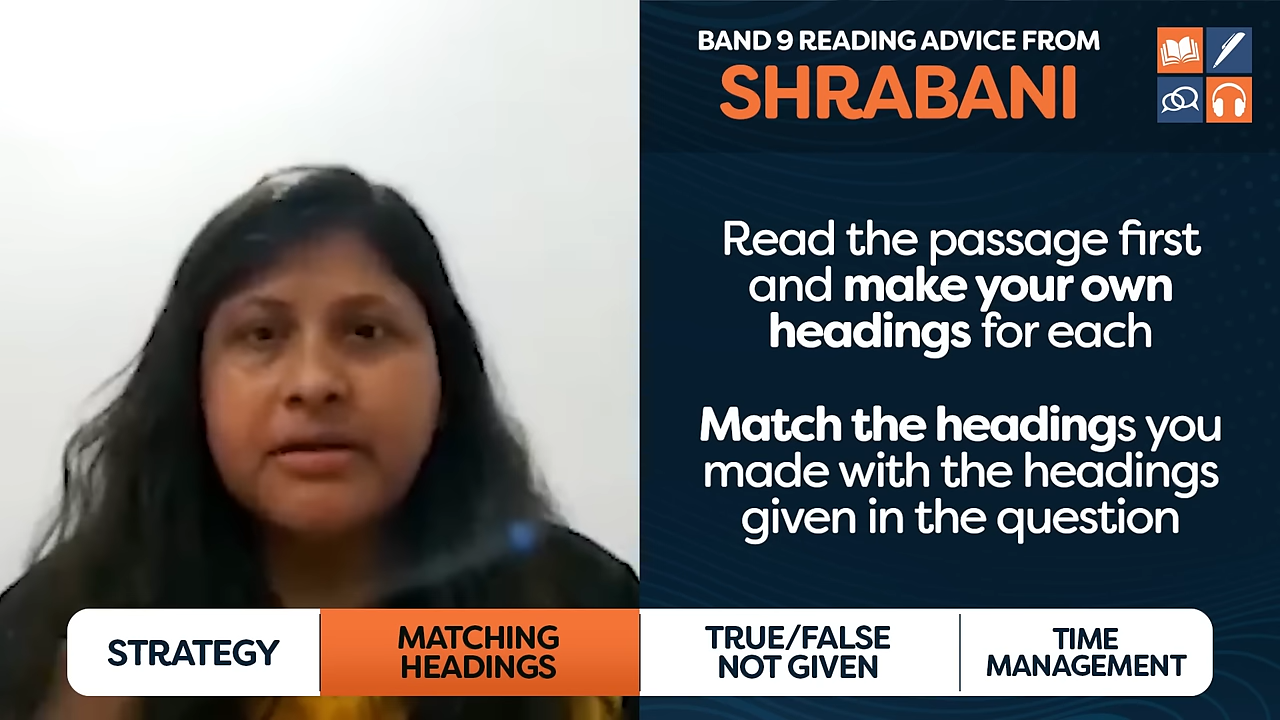 BAND 9 READING ADVICE FROM
SHRABANI
Read the passage first
and make your own
headings for each
Match the headings you
made with the headings
given in the question
STRATEGY
MATCHING
HEADINGS
TRUE/FALSE
NOT GIVEN
TIME
MANAGEMENT